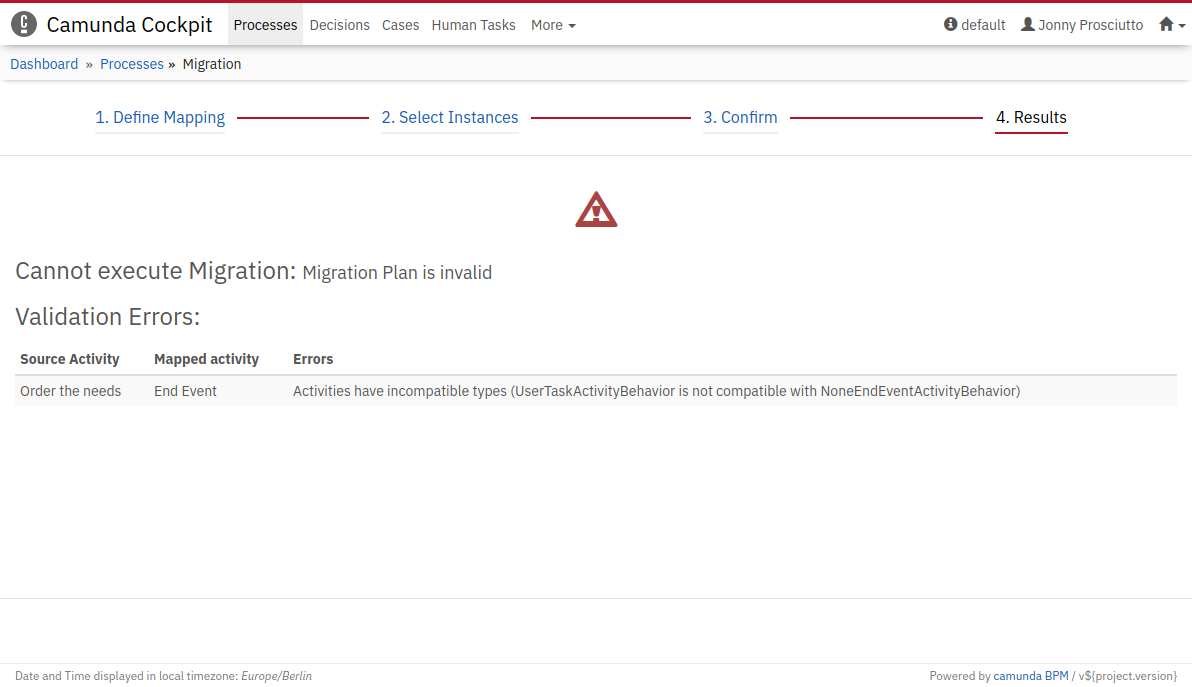 Camunda Cockpit Processes Decisions Cases Human Tasks More default Jonny Prosciutto
Dashboard » Processes » Migration
1. Define Mapping 2. Select Instances 3. Confirm 4. Results
Cannot execute Migration: Migration Plan is invalid
Validation Errors:
Source Activity Mapped activity Errors
Order the needs End Event Activities have incompatible types (UserTaskActivityBehavior is not compatible with NoneEndEventActivityBehavior)
Date and Time displayed in local timezone: Europe/Berlin Powered by camunda BPM / v${project.version}